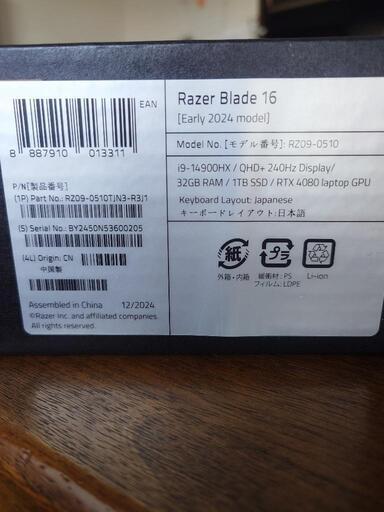 EAN
8 887910 013311
P/N[製品番号]
(1P) Part No.: RZ09-0510TJN3-R3J1
(S) Serial No.: BY2450N53600205
(4L) Origin: CN
中国製
Assembled in China 12/2024
©Razer Inc. and affiliated companies.
All rights reserved.
Razer Blade 16
[Early 2024 model]
Model No. [モデル番号]: RZ09-0510
i9-14900HX / QHD+ 240Hz Display/
32GB RAM / 1TB SSD / RTX 4080 laptop GPU
Keyboard Layout: Japanese
キーボードレイアウト:日本語
紙
外箱・内箱
プラ
緩衝材: PS
フィルム: LDPE
Li-ion